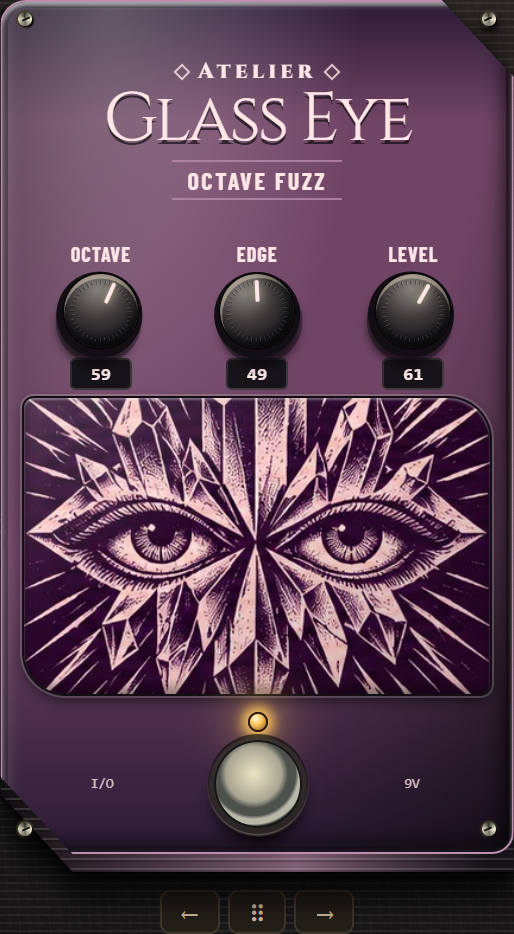 ATELIER
GLASS EYE
OCTAVE FUZZ
OCTAVE EDGE LEVEL
59 49 61
I/O 9V
← →